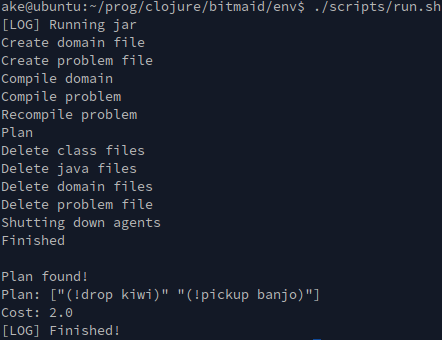 ake@ubuntu:~/prog/clojure/bitmaid/env$ ./scripts/run.sh
[LOG] Running jar
Create domain file
Create problem file
Compile domain
Compile problem
Recompile problem
Plan
Delete class files
Delete java files
Delete domain files
Delete problem file
Shutting down agents
Finished

Plan found!
Plan: ["(!drop kiwi)" "(!pickup banjo)"]
Cost: 2.0
[LOG] Finished!